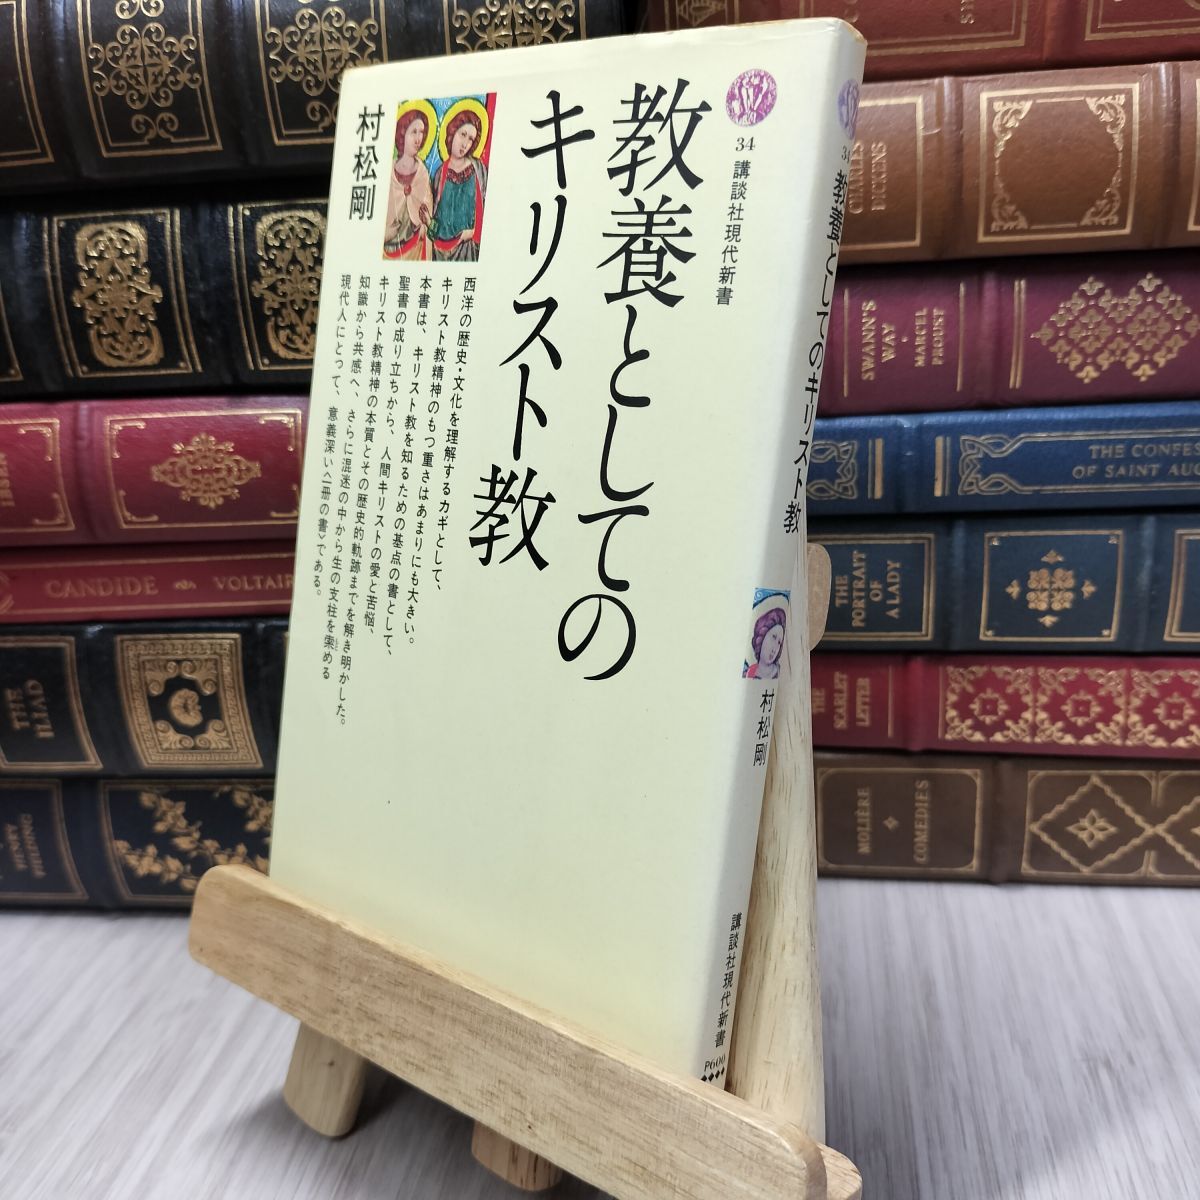 教養としての
キリスト教
村松剛
34
講談社現代新書
西洋の歴史・文化を理解するカギとして、
キリスト教精神のもつ重さはあまりにも大きい。
本書は、キリスト教を知るための基点の書として、
聖書の成り立ちから、人間キリストの愛と苦悩、
キリスト教精神の本質とその歴史的軌跡までを解き明かした。
知識から共感へ、さらに混迷の中から生の支柱を索める
現代人にとって、意義深い〈一冊の書〉である。
34
教養としてのキリスト教
村松剛
講談社現代新書
P600
CHARLES
DICKENS
SWANN'S
WAY
MARCEL
PROUST
THE CONFES
OF SAINT AU
THE
PORTRAIT
OF
A LADY
THE
SCARLET
LETTER
MOLIÈRE
COMEDIES
CANDIDE
VOLTAIR
THE
ILIAD